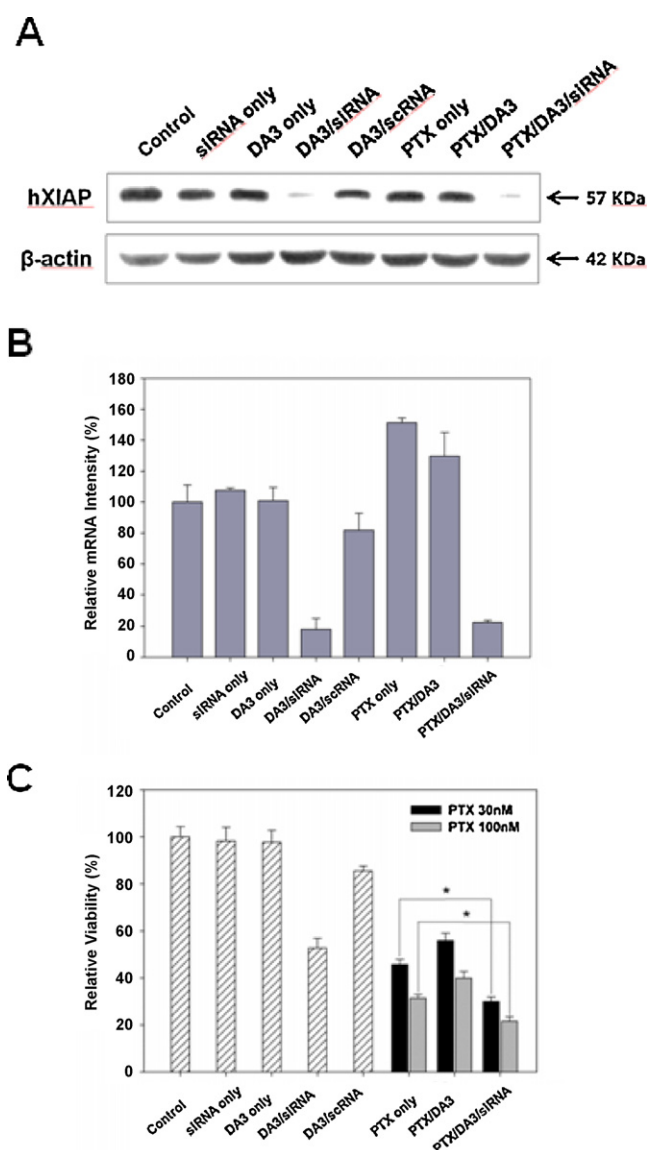 A
Control
siRNA only
DA3 only
DA3/siRNA
DA3/scRNA
PTX only
PTX/DA3
PTX/DA3/siRNA
hXIAP
← 57 KDa
β-actin
← 42 KDa
B
Relative mRNA Intensity (%)
180
160
140
120
100
80
60
40
20
0
Control
siRNA only
DA3 only
DA3/siRNA
DA3/scRNA
PTX only
PTX/DA3
PTX/DA3/siRNA
C
Relative Viability (%)
120
100
80
60
40
20
0
PTX 30nM
PTX 100nM
*
*
Control
siRNA only
DA3 only
DA3/siRNA
DA3/scRNA
PTX only
PTX/DA3
PTX/DA3/siRNA